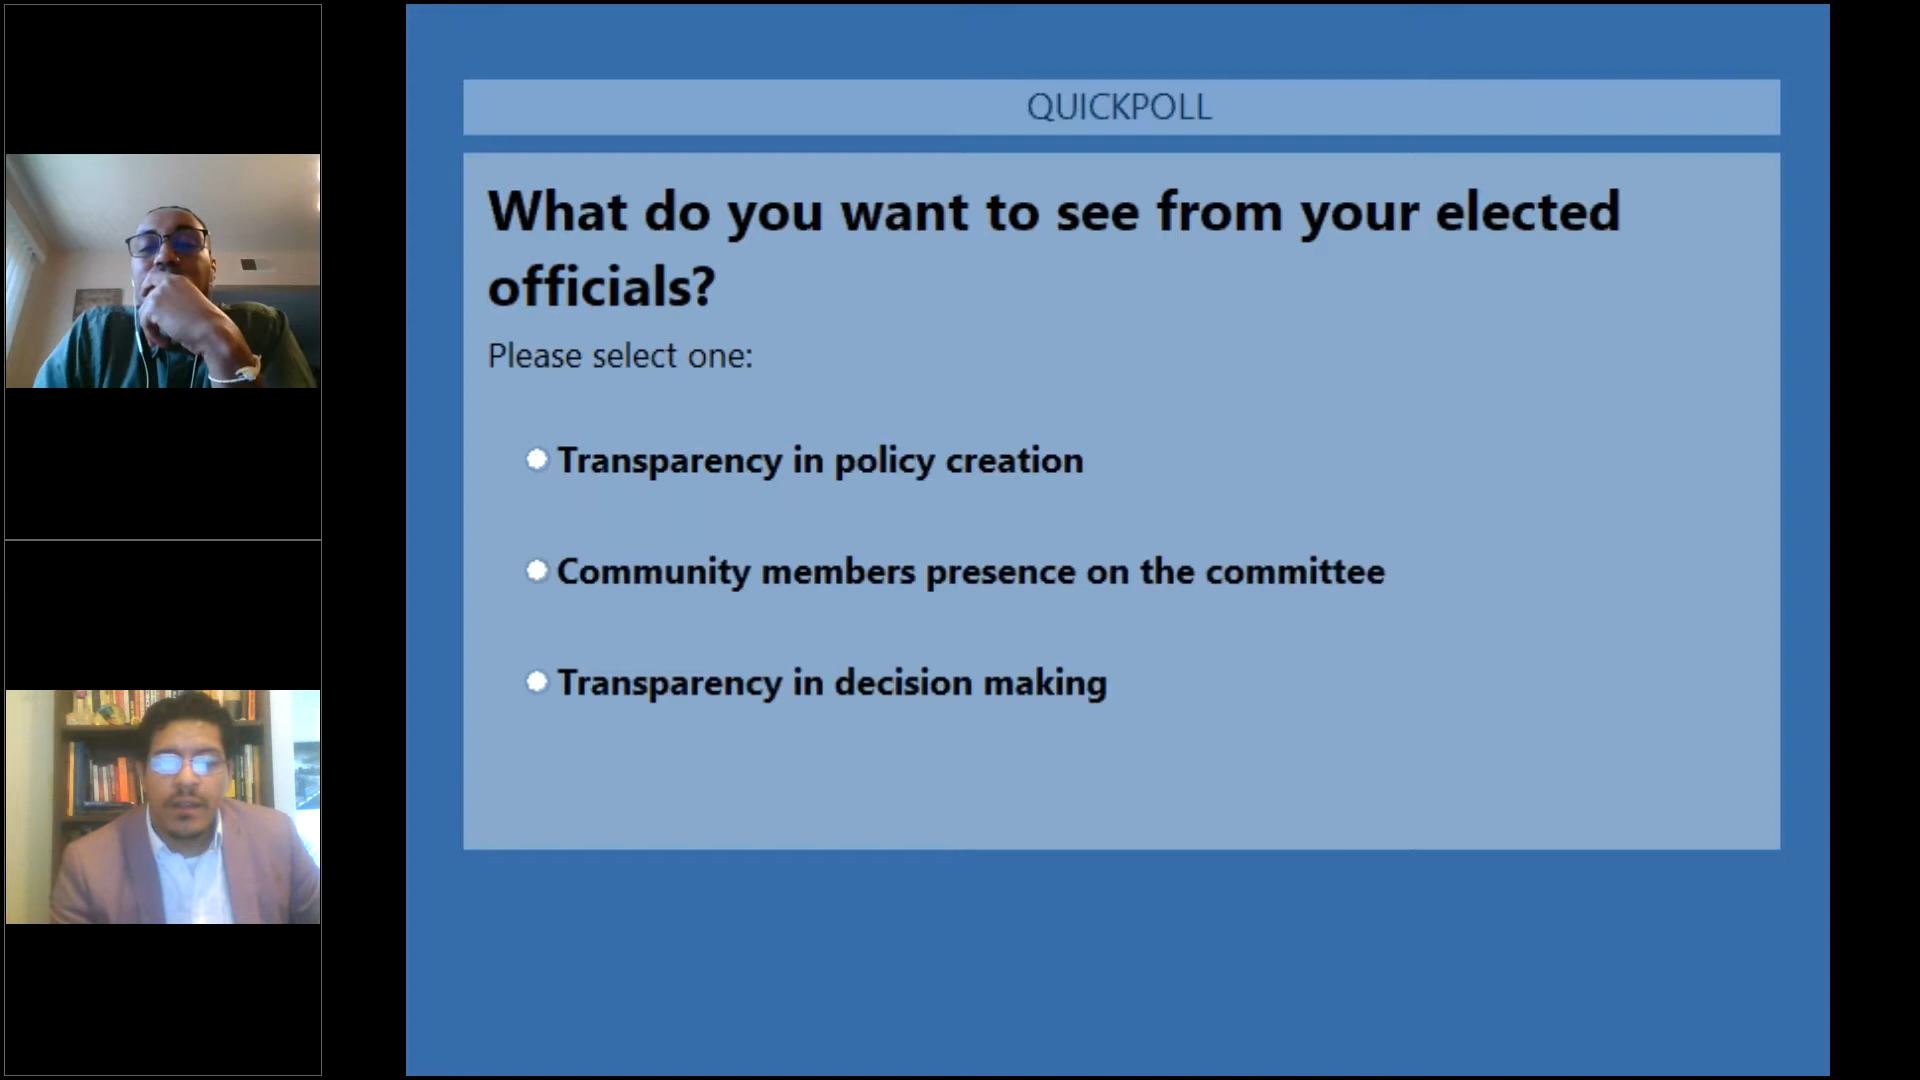 QUICKPOLL
What do you want to see from your elected
officials?
Please select one:
Transparency in policy creation
Community members presence on the committee
Transparency in decision making